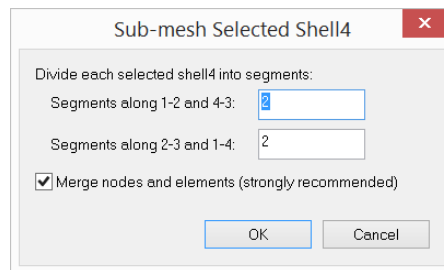 Sub-mesh Selected Shell4
Divide each selected shell4 into segments:
Segments along 1-2 and 4-3: 2
Segments along 2-3 and 1-4: 2
Merge nodes and elements (strongly recommended)
OK Cancel